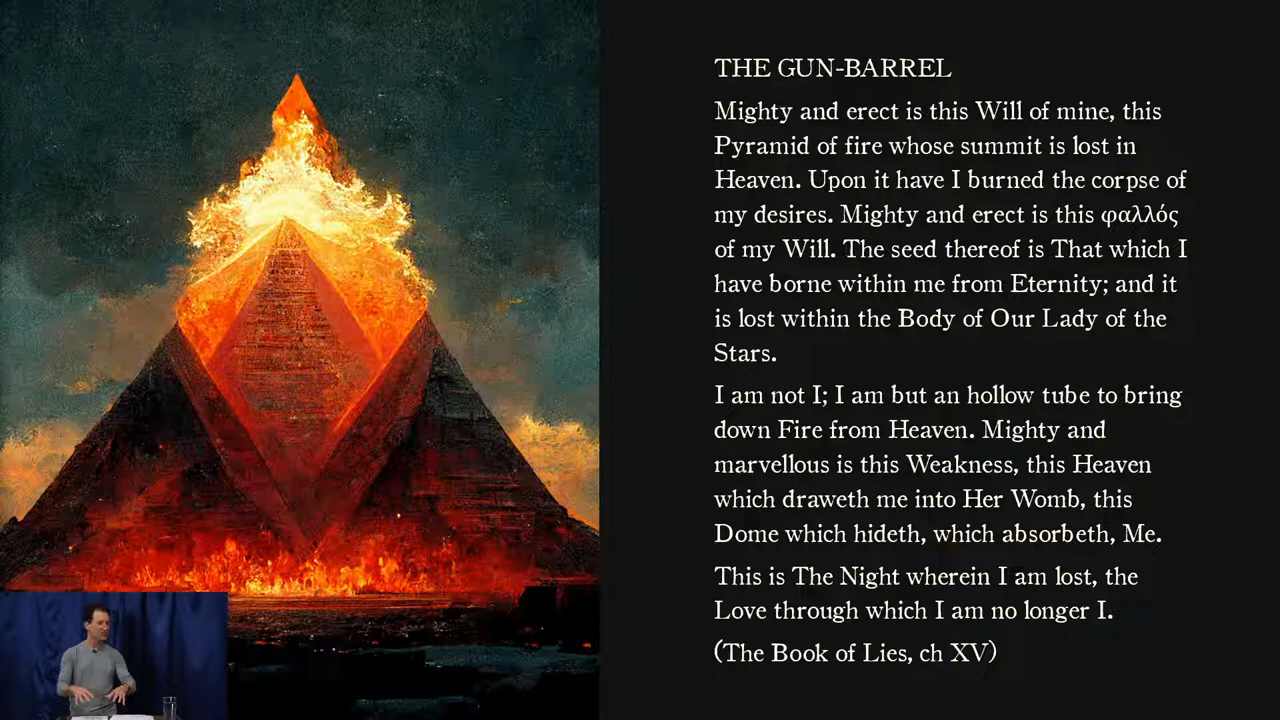 THE GUN-BARREL
Mighty and erect is this Will of mine, this
Pyramid of fire whose summit is lost in
Heaven. Upon it have I burned the corpse of
my desires. Mighty and erect is this φαλλός
of my Will. The seed thereof is That which I
have borne within me from Eternity; and it
is lost within the Body of Our Lady of the
Stars.
I am not I; I am but an hollow tube to bring
down Fire from Heaven. Mighty and
marvellous is this Weakness, this Heaven
which draweth me into Her Womb, this
Dome which hideth, which absorbeth, Me.
This is The Night wherein I am lost, the
Love through which I am no longer I.
(The Book of Lies, ch XV)